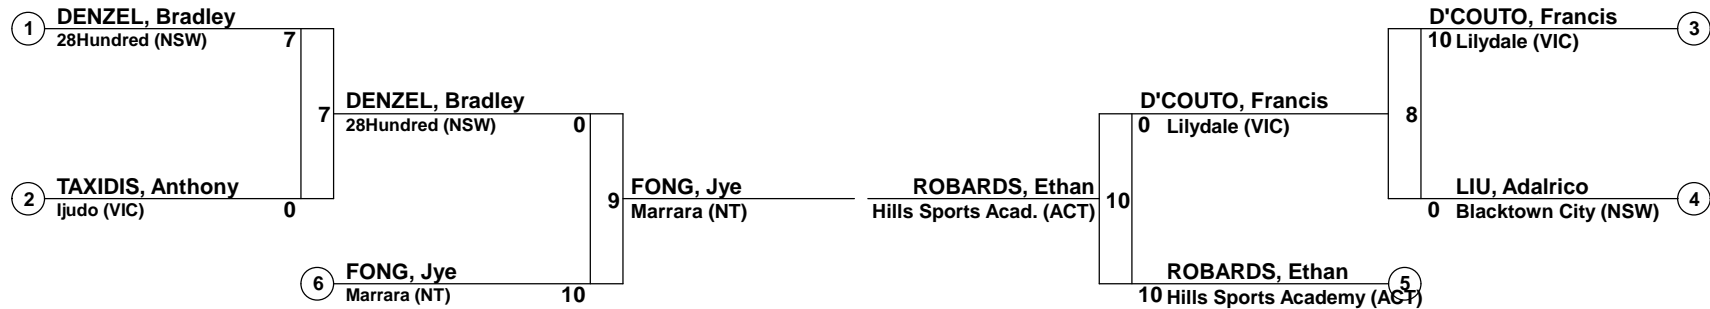 1 DENZEL, Bradley
28Hundred (NSW) 7
7
2 TAXIDIS, Anthony
Ijudo (VIC) 0
DENZEL, Bradley
28Hundred (NSW) 0
9
6 FONG, Jye
Marrara (NT) 10
FONG, Jye
Marrara (NT)
ROBARDS, Ethan
Hills Sports Acad. (ACT)
10
D'COUTO, Francis
0 Lilydale (VIC)
ROBARDS, Ethan 5
10 Hills Sports Academy (ACT)
8
D'COUTO, Francis 3
10 Lilydale (VIC)
LIU, Adalrico 4
0 Blacktown City (NSW)